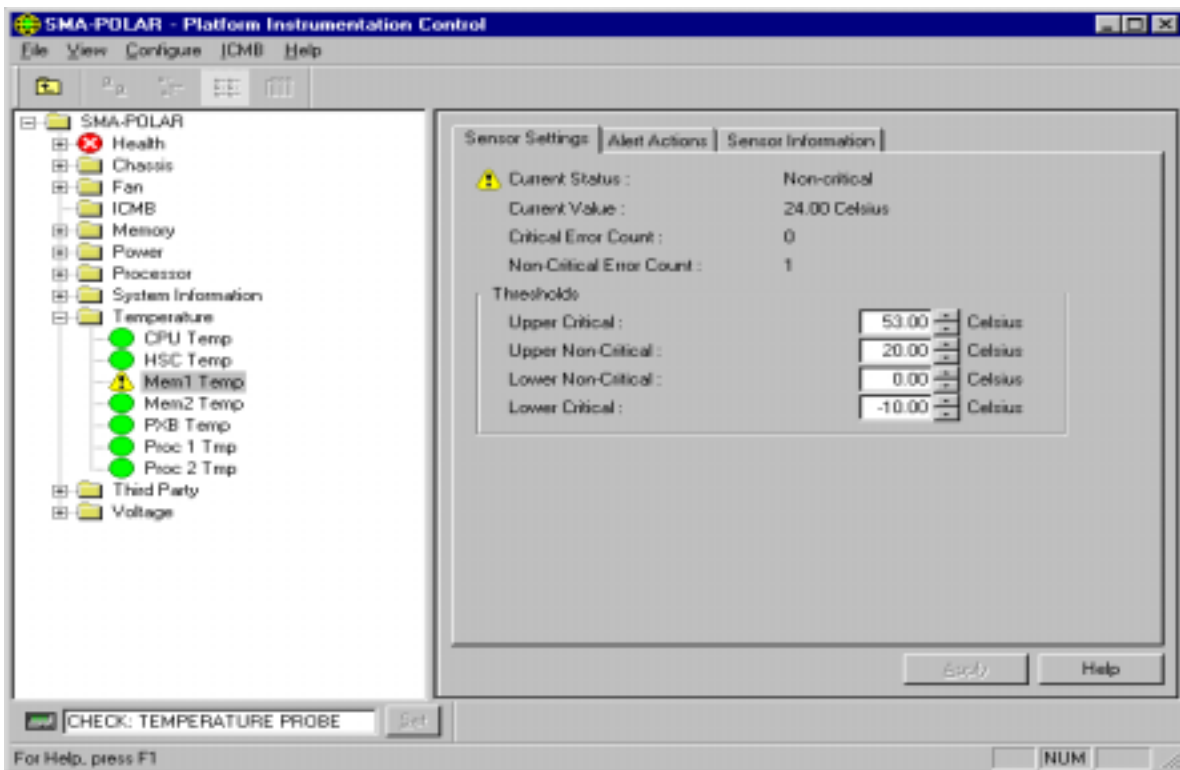 SMA-POLAR - Platform Instrumentation Control
File View Configure ICMB Help
SMA-POLAR
Health
Chassis
Fan
ICMB
Memory
Power
Processor
System Information
Temperature
CPU Temp
HSC Temp
Mem1 Temp
Mem2 Temp
PXB Temp
Proc 1 Tmp
Proc 2 Tmp
Third Party
Voltage
Sensor Settings Alert Actions Sensor Information
Current Status : Non-critical
Current Value : 24.00 Celsius
Critical Error Count : 0
Non-Critical Error Count : 1
Thresholds
Upper Critical : 53.00 Celsius
Upper Non-Critical : 20.00 Celsius
Lower Non-Critical : 0.00 Celsius
Lower Critical : -10.00 Celsius
Apply Help
CHECK: TEMPERATURE PROBE Set
For Help, press F1 NUM